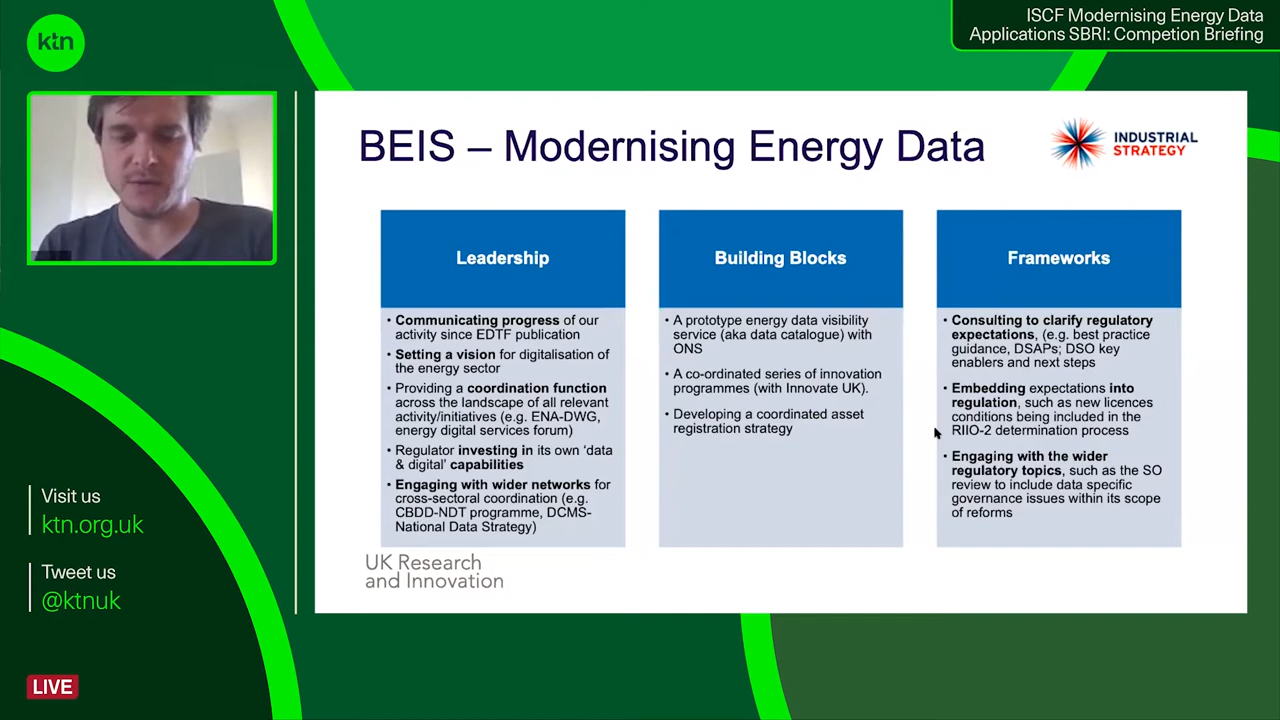 ktn
ISCF Modernising Energy Data
Applications SBRI: Competion Briefing
BEIS – Modernising Energy Data
INDUSTRIAL
STRATEGY
Leadership
• Communicating progress of our
activity since EDTF publication
• Setting a vision for digitalisation of
the energy sector
• Providing a coordination function
across the landscape of all relevant
activity/initiatives (e.g. ENA-DWG,
energy digital services forum)
• Regulator investing in its own ‘data
& digital’ capabilities
• Engaging with wider networks for
cross-sectoral coordination (e.g.
CBDD-NDT programme, DCMS-
National Data Strategy)
Building Blocks
• A prototype energy data visibility
service (aka data catalogue) with
ONS
• A co-ordinated series of innovation
programmes (with Innovate UK).
• Developing a coordinated asset
registration strategy
Frameworks
• Consulting to clarify regulatory
expectations, (e.g. best practice
guidance, DSAPs; DSO key
enablers and next steps
• Embedding expectations into
regulation, such as new licences
conditions being included in the
RIIO-2 determination process
• Engaging with the wider
regulatory topics, such as the SO
review to include data specific
governance issues within its scope
of reforms
UK Research
and Innovation
Visit us
ktn.org.uk
Tweet us
@ktnuk
LIVE